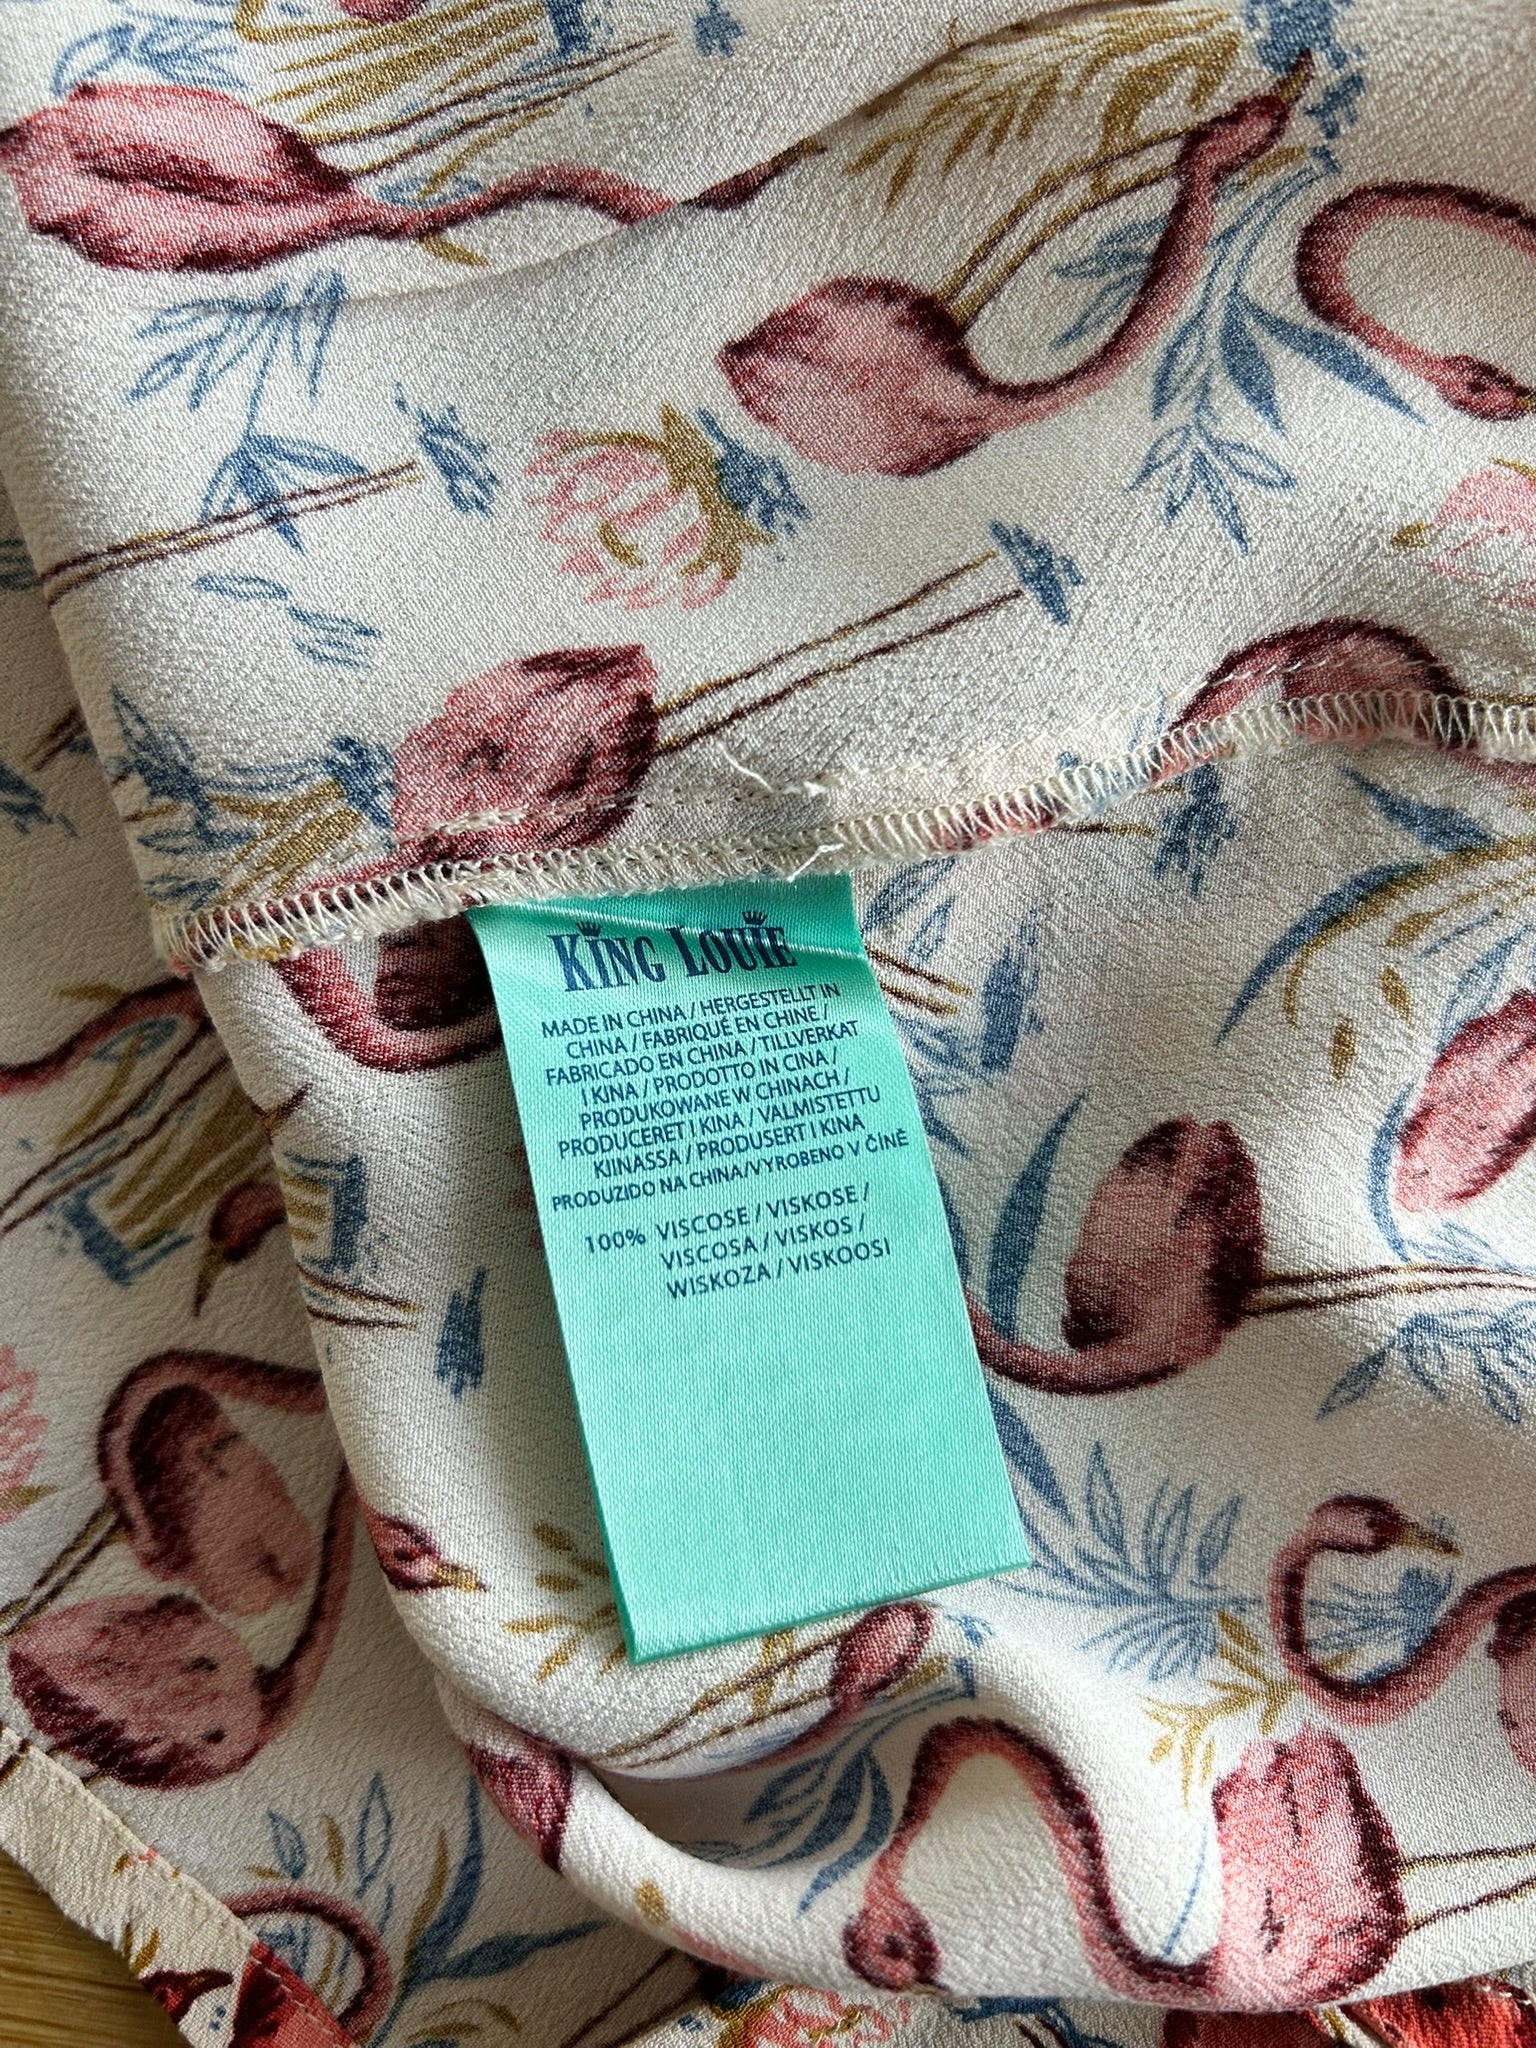 KING LOUIE
MADE IN CHINA / HERGESTELLT IN
CHINA / FABRIQUÉ EN CHINE /
FABRICADO EN CHINA / TILLVERKAT
I KINA / PRODOTTO IN CINA /
PRODUKOWANE W CHINACH /
PRODUCERET I KINA / VALMISTETTU
KIINASSA / PRODUSERT I KINA
PRODUZIDO NA CHINA/VYROBENO V ČÍNĚ
100% VISCOSE / VISKOSE /
VISCOSA / VISKOS /
WISKOZA / VISKOOSI